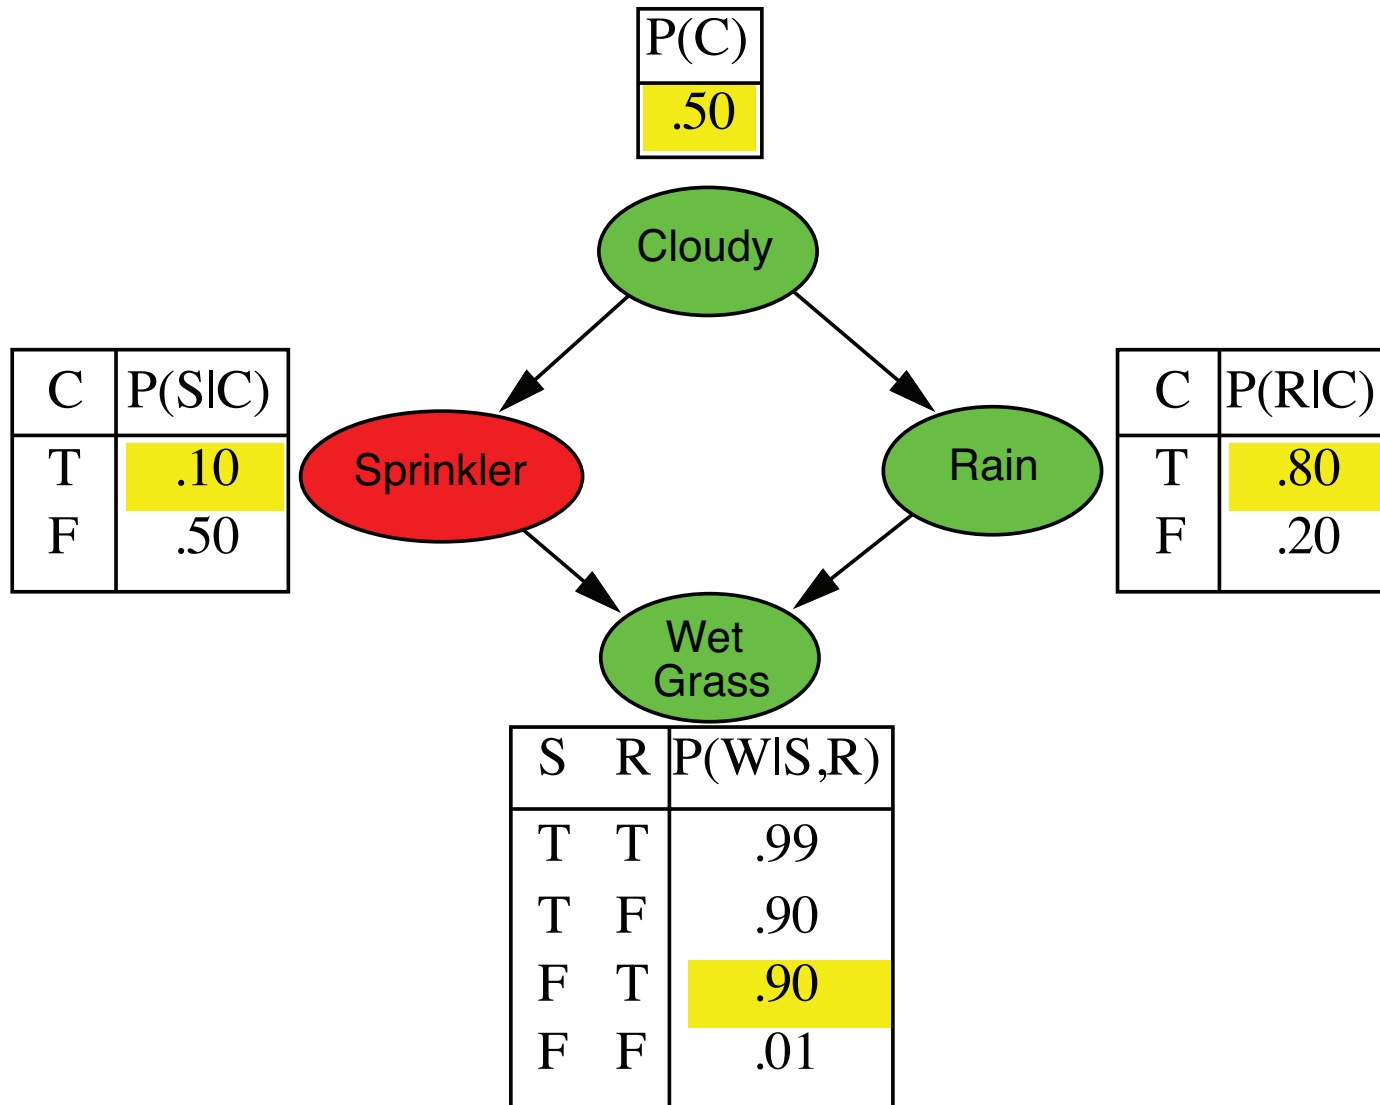 P(C)
.50
Cloudy
C P(S|C)
T .10
F .50
Sprinkler
Rain
C P(R|C)
T .80
F .20
Wet
Grass
S R P(W|S,R)
T T .99
T F .90
F T .90
F F .01